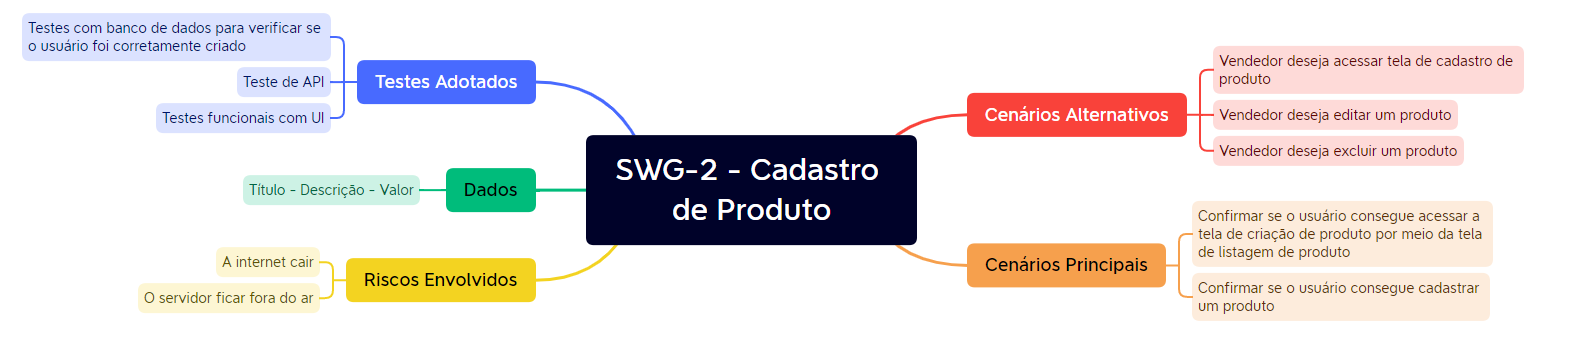 Testes com banco de dados para verificar se
o usuário foi corretamente criado
Teste de API
Testes funcionais com UI
Testes Adotados
Título - Descrição - Valor
Dados
A internet cair
O servidor ficar fora do ar
Riscos Envolvidos
SWG-2 - Cadastro
de Produto
Cenários Alternativos
Vendedor deseja acessar tela de cadastro de
produto
Vendedor deseja editar um produto
Vendedor deseja excluir um produto
Cenários Principais
Confirmar se o usuário consegue acessar a
tela de criação de produto por meio da tela
de listagem de produto
Confirmar se o usuário consegue cadastrar
um produto